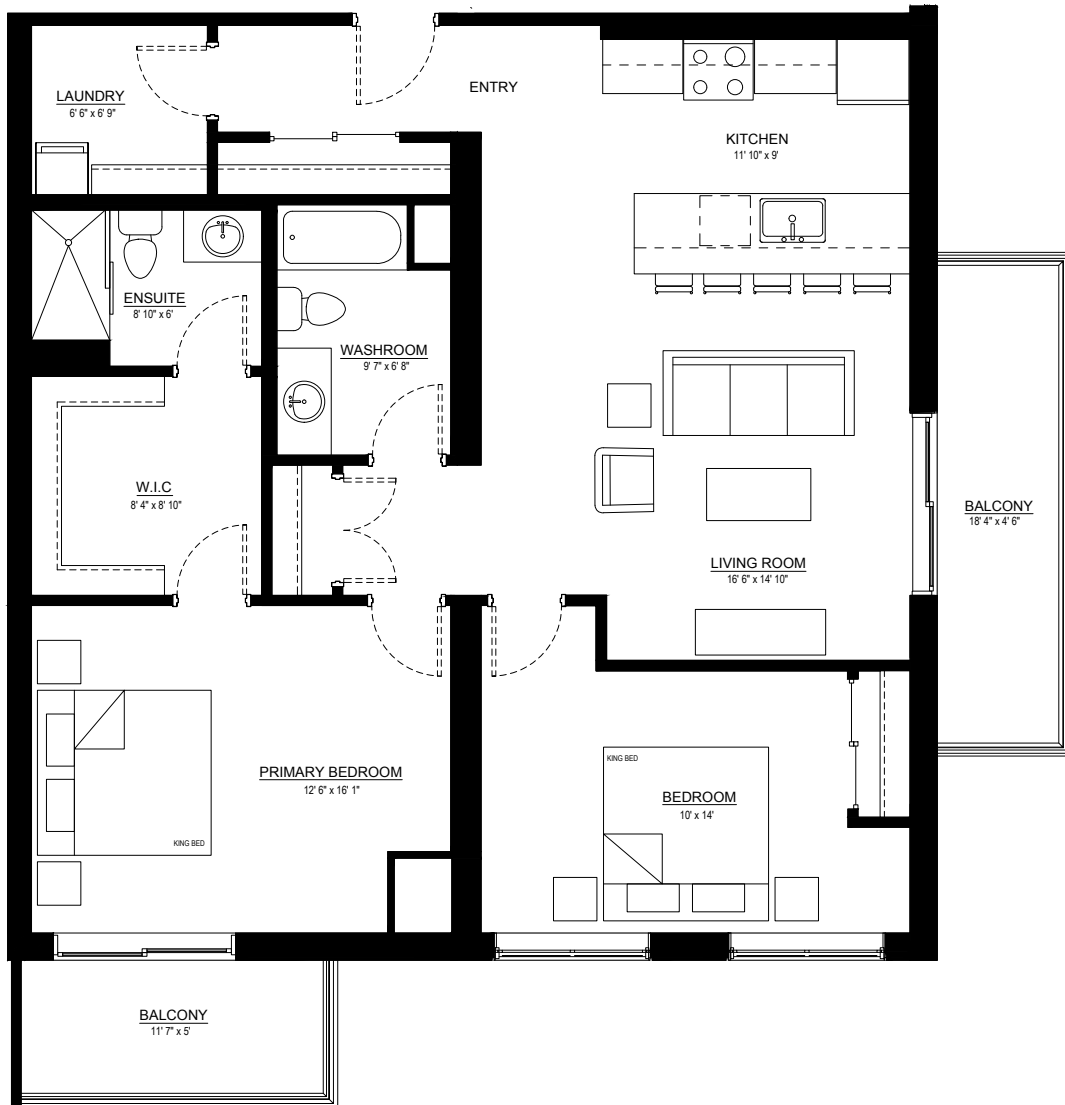 ENTRY
LAUNDRY
6' 6" x 6' 9"
KITCHEN
11' 10" x 9'
ENSUITE
8' 10" x 6'
WASHROOM
9' 7" x 6' 8"
W.I.C
8' 4" x 8' 10"
BALCONY
18' 4" x 4' 6"
LIVING ROOM
16' 6" x 14' 10"
PRIMARY BEDROOM
12' 6" x 16' 1"
KING BED
KING BED
BEDROOM
10' x 14'
BALCONY
11' 7" x 5'